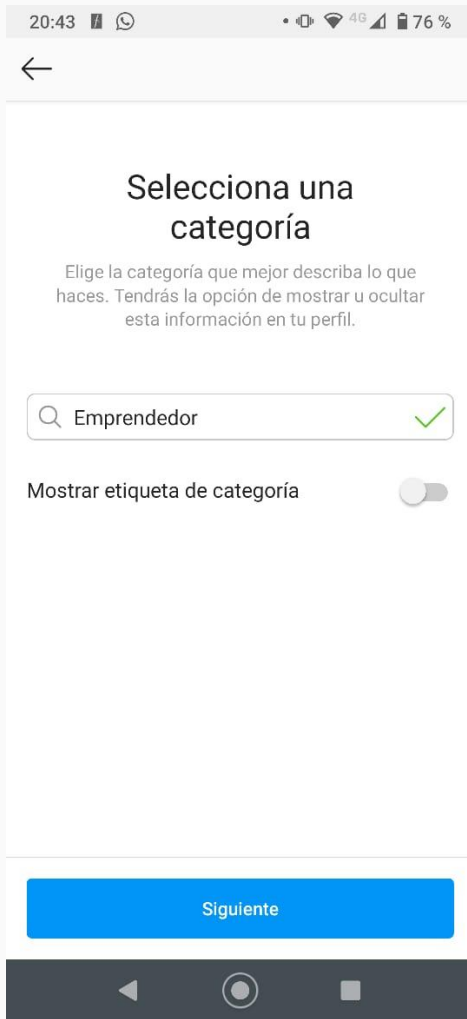 20:43 4G 76 %
Selecciona una
categoría
Elige la categoría que mejor describa lo que
haces. Tendrás la opción de mostrar u ocultar
esta información en tu perfil.
Emprendedor
Mostrar etiqueta de categoría
Siguiente